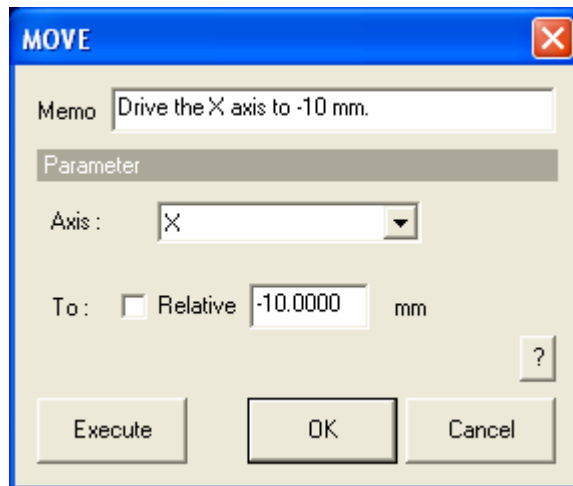 MOVE
Memo Drive the X axis to -10 mm.
Parameter
Axis : X
To : Relative -10.0000 mm
?
Execute OK Cancel